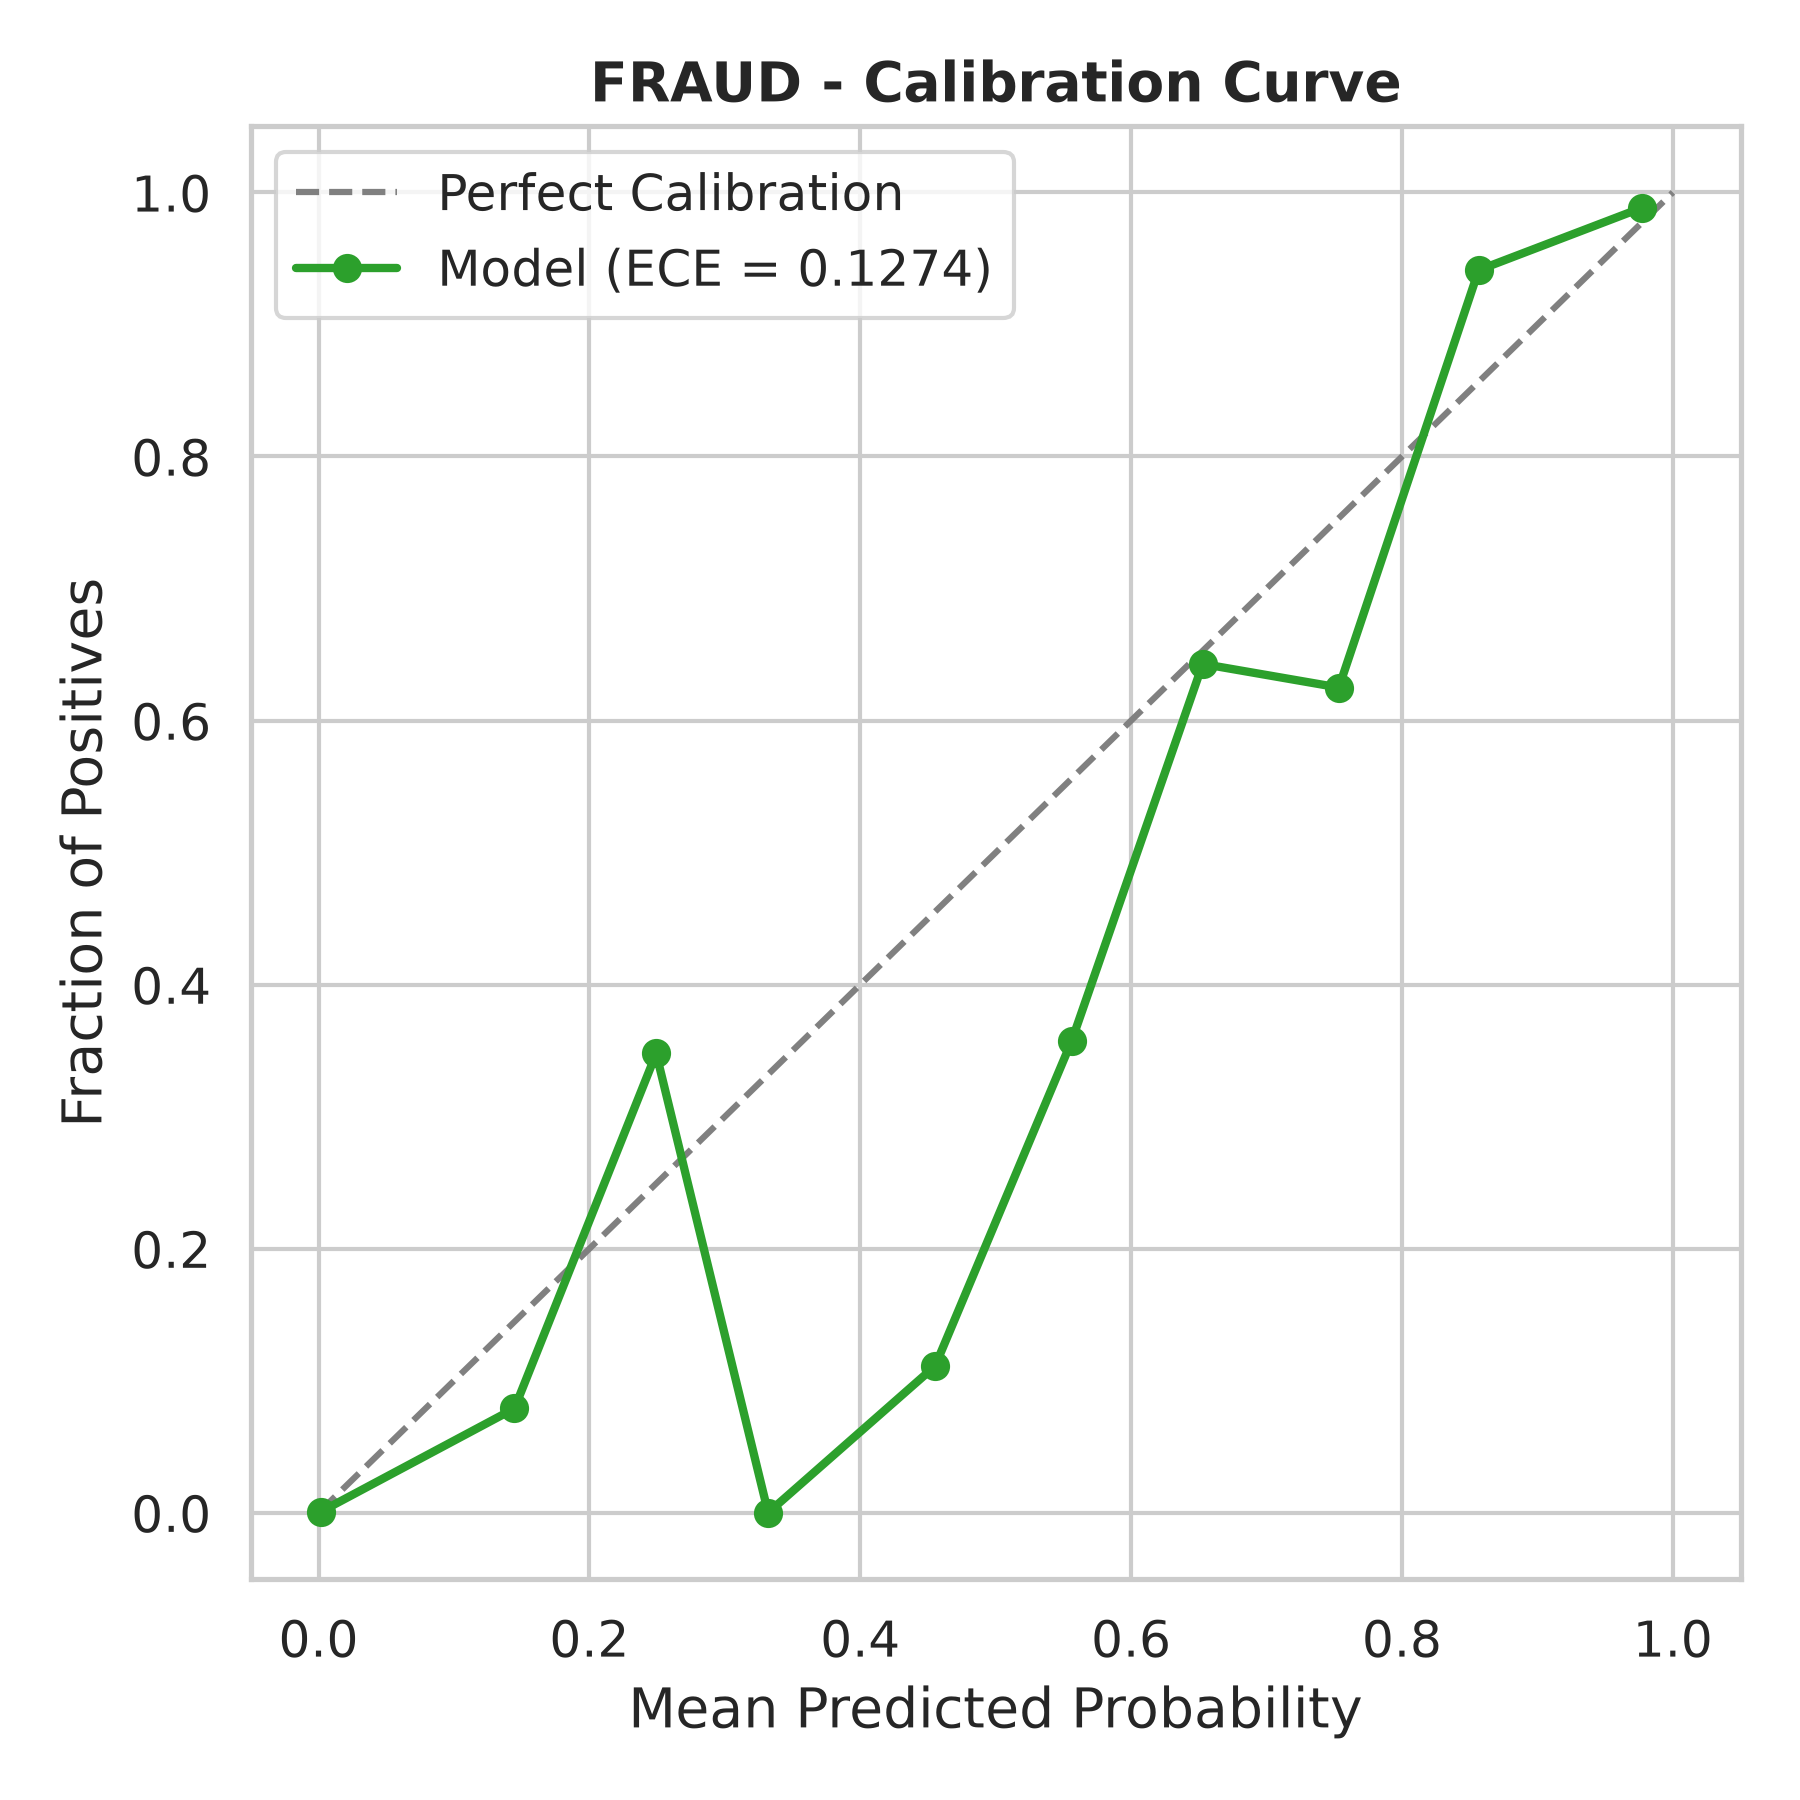 FRAUD - Calibration Curve
Perfect Calibration
Model (ECE = 0.1274)
1.0
0.8
0.6
0.4
0.2
0.0
Fraction of Positives
0.0 0.2 0.4 0.6 0.8 1.0
Mean Predicted Probability